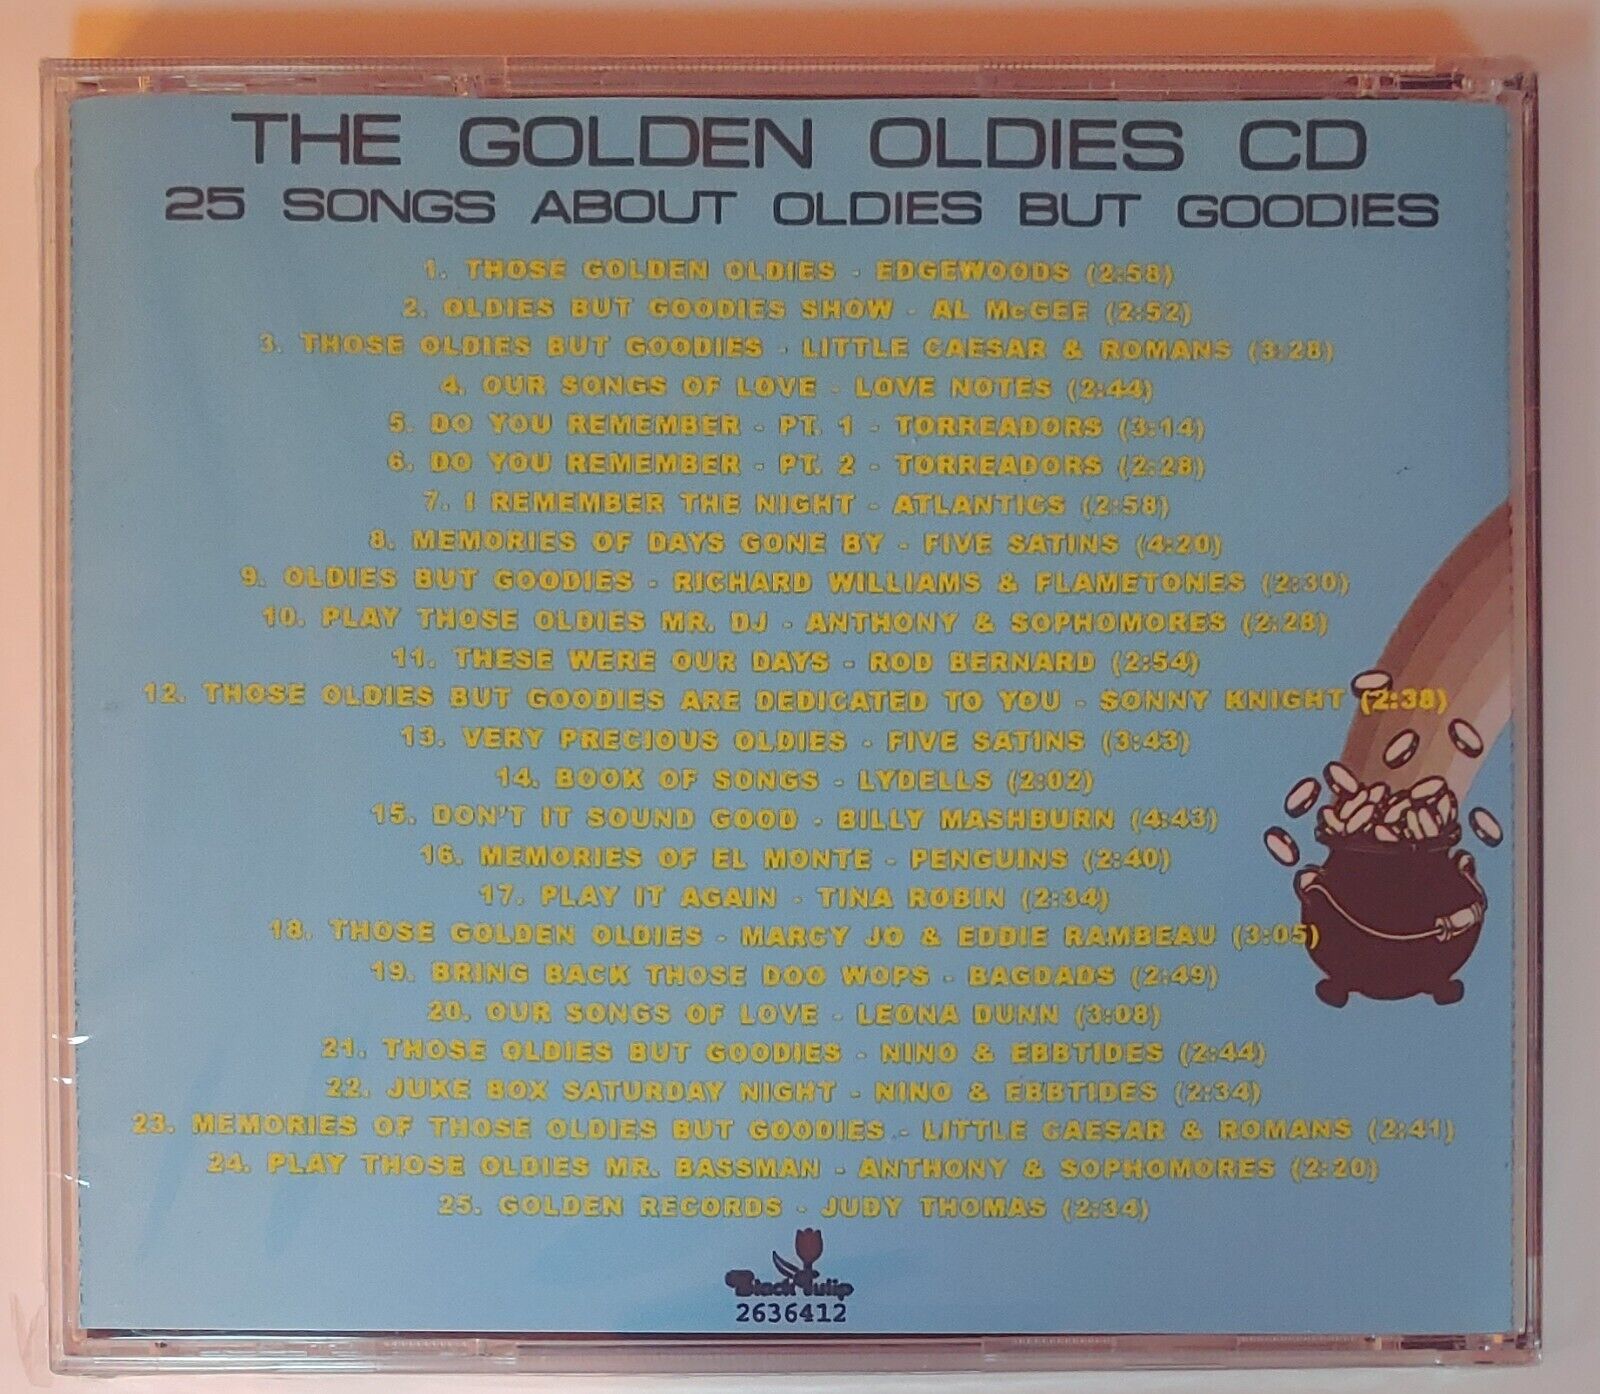 THE GOLDEN OLDIES CD
25 SONGS ABOUT OLDIES BUT GOODIES
1. THOSE GOLDEN OLDIES - EDGEWOODS (2:58)
2. OLDIES BUT GOODIES SHOW - AL McGEE (2:52)
3. THOSE OLDIES BUT GOODIES - LITTLE CAESAR & ROMANS (3:28)
4. OUR SONGS OF LOVE - LOVE NOTES (2:44)
5. DO YOU REMEMBER - PT. 1 - TORREADORS (3:14)
6. DO YOU REMEMBER - PT. 2 - TORREADORS (2:28)
7. I REMEMBER THE NIGHT - ATLANTICS (2:58)
8. MEMORIES OF DAYS GONE BY - FIVE SATINS (4:20)
9. OLDIES BUT GOODIES - RICHARD WILLIAMS & FLAMETONES (2:30)
10. PLAY THOSE OLDIES MR. DJ - ANTHONY & SOPHOMORES (2:28)
11. THESE WERE OUR DAYS - ROD BERNARD (2:54)
12. THOSE OLDIES BUT GOODIES ARE DEDICATED TO YOU - SONNY KNIGHT (2:38)
13. VERY PRECIOUS OLDIES - FIVE SATINS (3:43)
14. BOOK OF SONGS - LYDELLS (2:02)
15. DON'T IT SOUND GOOD - BILLY MASHBURN (4:43)
16. MEMORIES OF EL MONTE - PENGUINS (2:40)
17. PLAY IT AGAIN - TINA ROBIN (2:34)
18. THOSE GOLDEN OLDIES - MARCY JO & EDDIE RAMBEAU (3:05)
19. BRING BACK THOSE DOO WOPS - BAGDADS (2:49)
20. OUR SONGS OF LOVE - LEONA DUNN (3:08)
21. THOSE OLDIES BUT GOODIES - NINO & EBBTIDES (2:44)
22. JUKE BOX SATURDAY NIGHT - NINO & EBBTIDES (2:34)
23. MEMORIES OF THOSE OLDIES BUT GOODIES - LITTLE CAESAR & ROMANS (2:41)
24. PLAY THOSE OLDIES MR. BASSMAN - ANTHONY & SOPHOMORES (2:20)
25. GOLDEN RECORDS - JUDY THOMAS (2:34)
Black Tulip
2636412